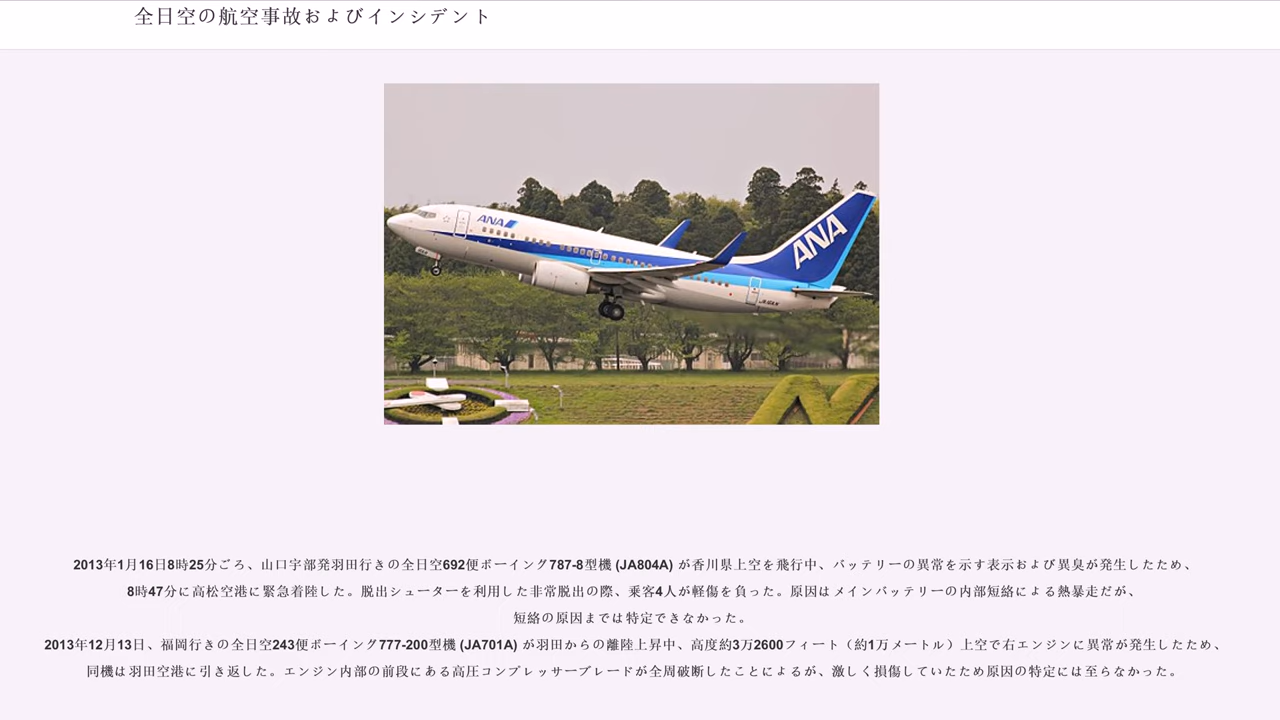 全日空の航空事故およびインシデント
ANA
ANA
2013年1月16日8時25分ごろ、山口宇部発羽田行きの全日空692便ボーイング787-8型機 (JA804A) が香川県上空を飛行中、バッテリーの異常を示す表示および異臭が発生したため、
8時47分に高松空港に緊急着陸した。脱出シューターを利用した非常脱出の際、乗客4人が軽傷を負った。原因はメインバッテリーの内部短絡による熱暴走だが、
短絡の原因までは特定できなかった。
2013年12月13日、福岡行きの全日空243便ボーイング777-200型機 (JA701A) が羽田からの離陸上昇中、高度約3万2600フィート（約1万メートル）上空で右エンジンに異常が発生したため、
同機は羽田空港に引き返した。エンジン内部の前段にある高圧コンプレッサーブレードが全周破断したことによるが、激しく損傷していたため原因の特定には至らなかった。